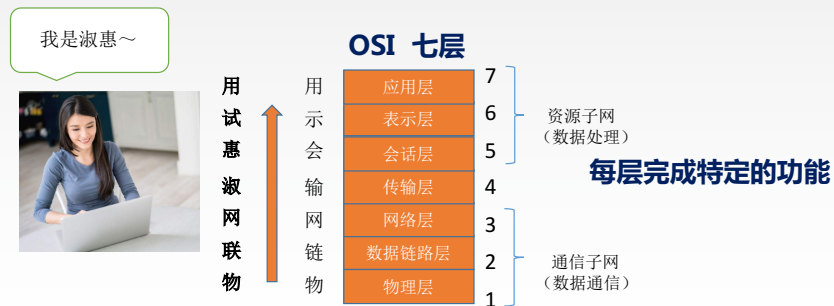 我是淑惠～
OSI 七层
用 用 应用层 7
试 示 表示层 6
惠 会 会话层 5
淑 输 传输层 4
网 网 网络层 3
联 链 数据链路层 2
物 物 物理层 1
资源子网
（数据处理）
每层完成特定的功能
通信子网
（数据通信）